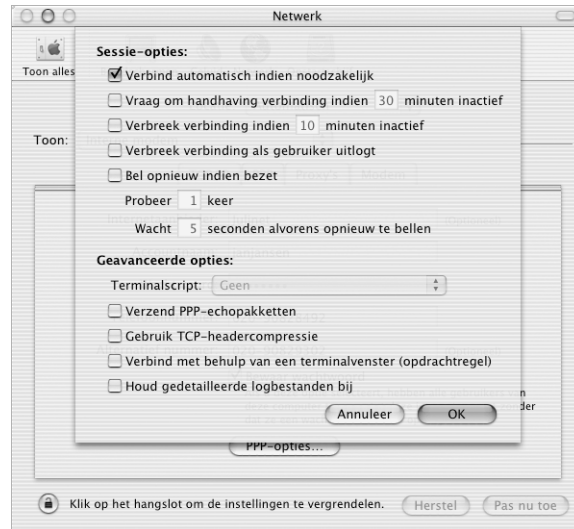 Netwerk
Toon alles
Sessie-opties:
Verbind automatisch indien noodzakelijk
Vraag om handhaving verbinding indien 30 minuten inactief
Verbreek verbinding indien 10 minuten inactief
Toon:
Verbreek verbinding als gebruiker uitlogt
Bel opnieuw indien bezet
Proxy's Modem
Probeer 1 keer
Wacht 5 seconden alvorens opnieuw te bellen
Geavanceerde opties:
Terminalscript: Geen
Verzend PPP-echopakketten
Gebruik TCP-headercompressie
Verbind met behulp van een terminalvenster (opdrachtregel)
Houd gedetailleerde logbestanden bij
n
der
Annuleer OK
PPP-opties...
Klik op het hangslot om de instellingen te vergrendelen. Herstel Pas nu toe